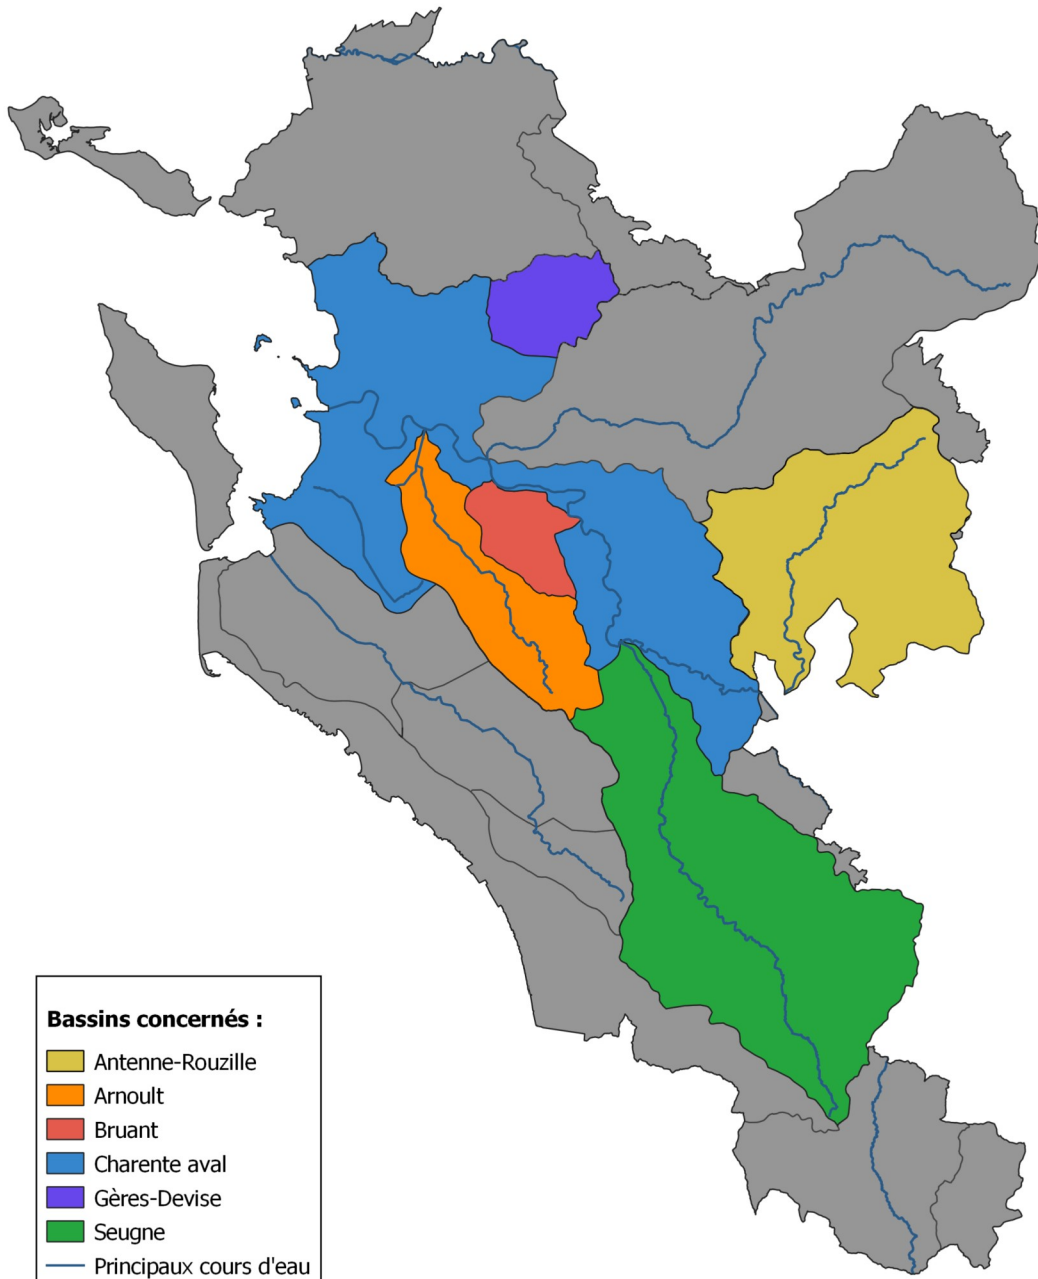 Bassins concernés :
Antenne-Rouzille
Arnoult
Bruant
Charente aval
Gères-Devise
Seugne
Principaux cours d'eau